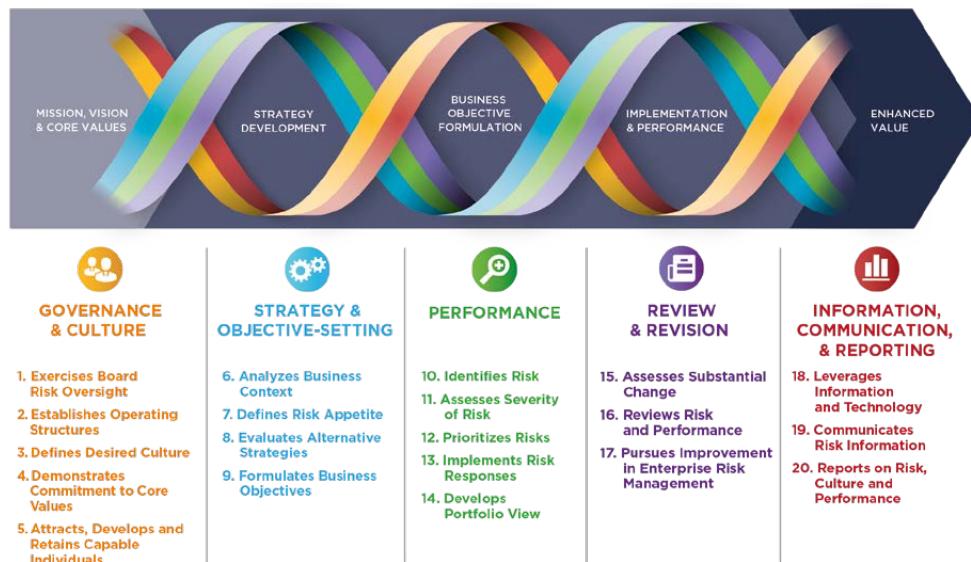 MISSION, VISION
& CORE VALUES
STRATEGY
DEVELOPMENT
BUSINESS
OBJECTIVE
FORMULATION
IMPLEMENTATION
& PERFORMANCE
ENHANCED
VALUE
GOVERNANCE
& CULTURE
1. Exercises Board
Risk Oversight
2. Establishes Operating
Structures
3. Defines Desired Culture
4. Demonstrates
Commitment to Core
Values
5. Attracts, Develops and
Retains Capable
Individuals
STRATEGY &
OBJECTIVE-SETTING
6. Analyzes Business
Context
7. Defines Risk Appetite
8. Evaluates Alternative
Strategies
9. Formulates Business
Objectives
PERFORMANCE
10. Identifies Risk
11. Assesses Severity
of Risk
12. Prioritizes Risks
13. Implements Risk
Responses
14. Develops
Portfolio View
REVIEW
& REVISION
15. Assesses Substantial
Change
16. Reviews Risk
and Performance
17. Pursues Improvement
in Enterprise Risk
Management
INFORMATION,
COMMUNICATION,
& REPORTING
18. Leverages
Information
and Technology
19. Communicates
Risk Information
20. Reports on Risk,
Culture and
Performance